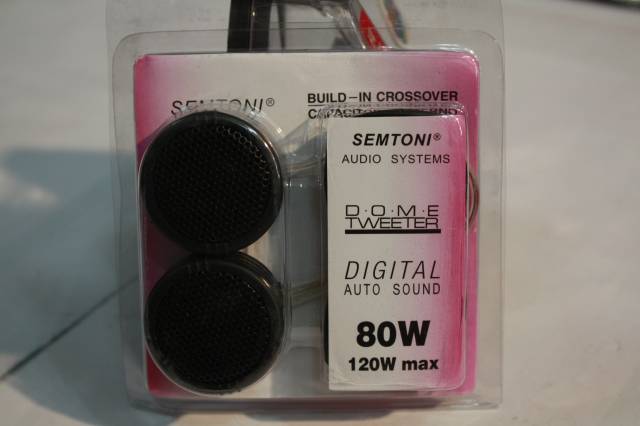 SEMTONI®
BUILD-IN CROSSOVER
SEMTONI®
AUDIO SYSTEMS
D·O·M·E
TWEETER
DIGITAL
AUTO SOUND
80W
120W max